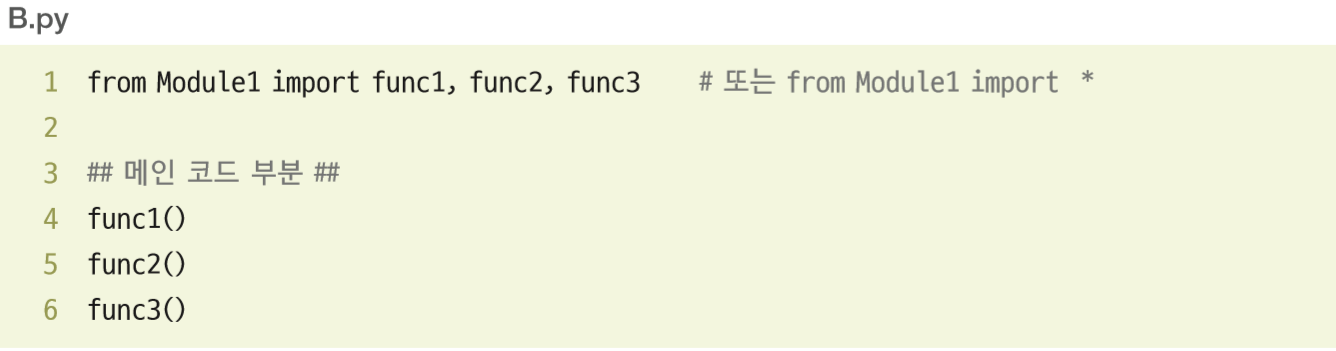 B.py
1 from Module1 import func1, func2, func3 # 또는 from Module1 import *
2
3 ## 메인 코드 부분 ##
4 func1()
5 func2()
6 func3()